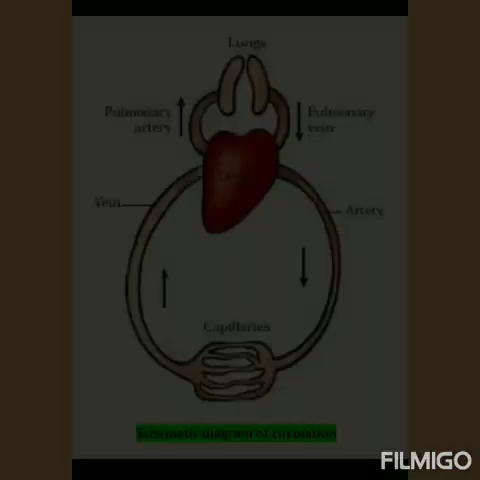 Lungs
Pulmonary
artery
Pulmonary
vein
Vein
Artery
Capillaries
Schematic diagram of circulation
FILMIGO